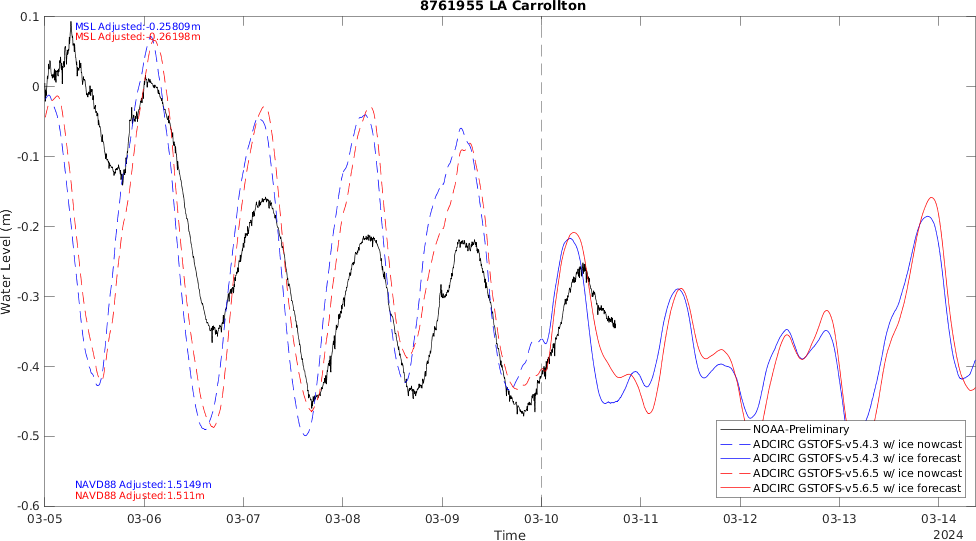 8761955 LA Carrollton
MSL Adjusted:-0.25809m
MSL Adjusted:-0.26198m
0.1
0
-0.1
-0.2
-0.3
-0.4
-0.5
-0.6
Water Level (m)
NOAA-Preliminary
ADCIRC GSTOFS-v5.4.3 w/ ice nowcast
ADCIRC GSTOFS-v5.4.3 w/ ice forecast
ADCIRC GSTOFS-v5.6.5 w/ ice nowcast
ADCIRC GSTOFS-v5.6.5 w/ ice forecast
NAVD88 Adjusted:1.5149m
NAVD88 Adjusted:1.511m
03-05 03-06 03-07 03-08 03-09 03-10 03-11 03-12 03-13 03-14
Time
2024